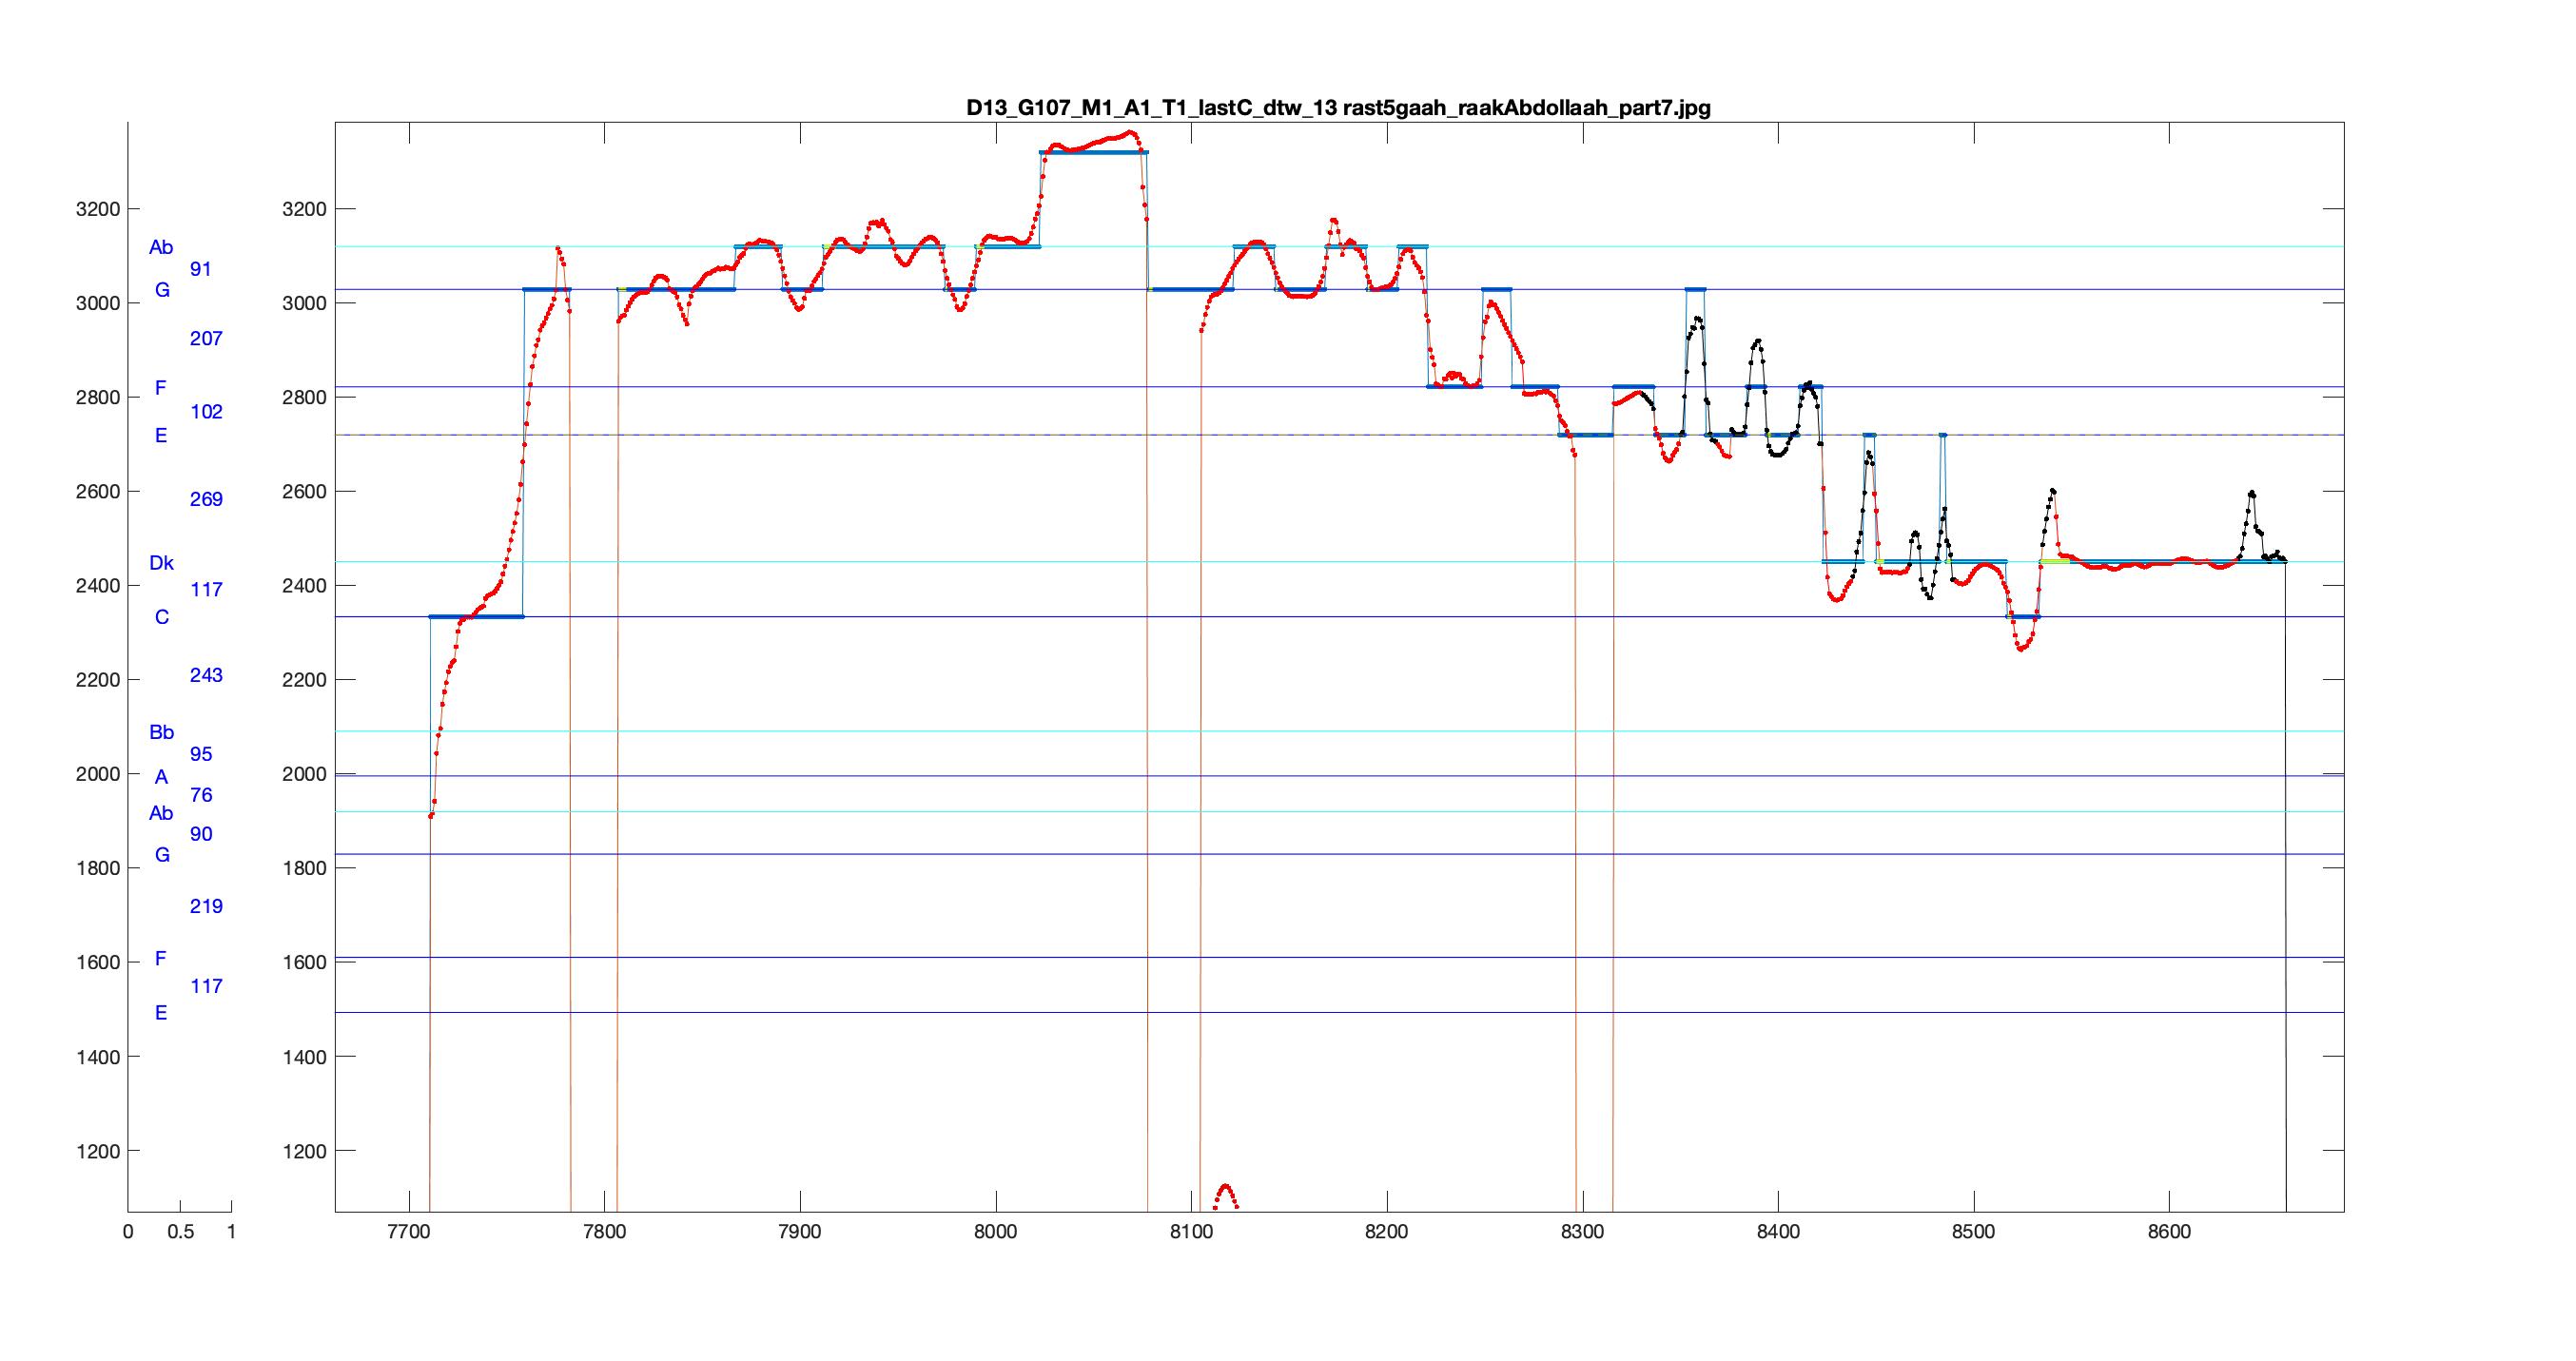 D13_G107_M1_A1_T1_lastC_dtw_13 rast5gaah_raakAbdollaah_part7.jpg
3200 3200
Ab
91
G
3000 3000
207
F
2800 2800
102
E
2600 2600
269
Dk
2400 2400
117
C
2200 2200
243
Bb
95
2000 2000
A
76
Ab
90
G
1800 1800
219
F
1600 1600
117
E
1400 1400
1200 1200
0 0.5 1 7700 7800 7900 8000 8100 8200 8300 8400 8500 8600